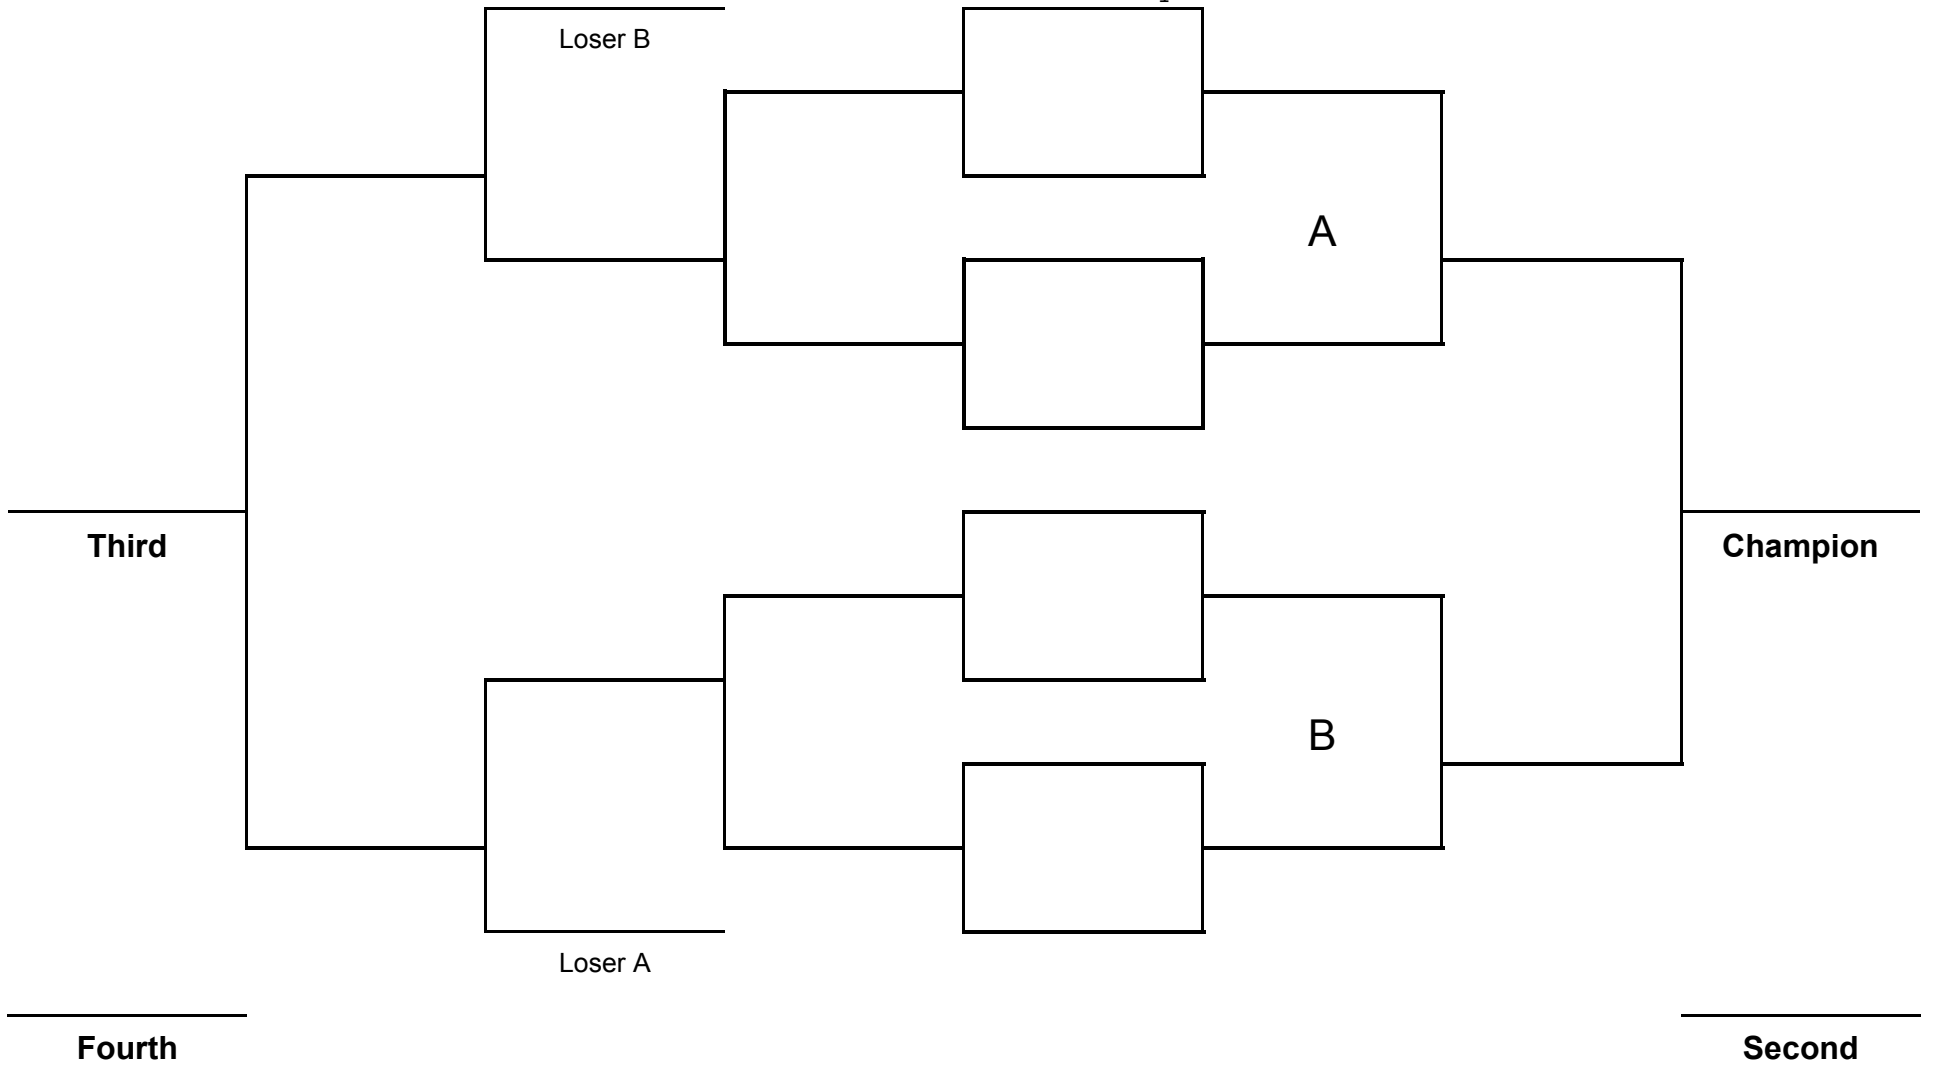 Loser B
A
Third
Champion
B
Loser A
Fourth
Second